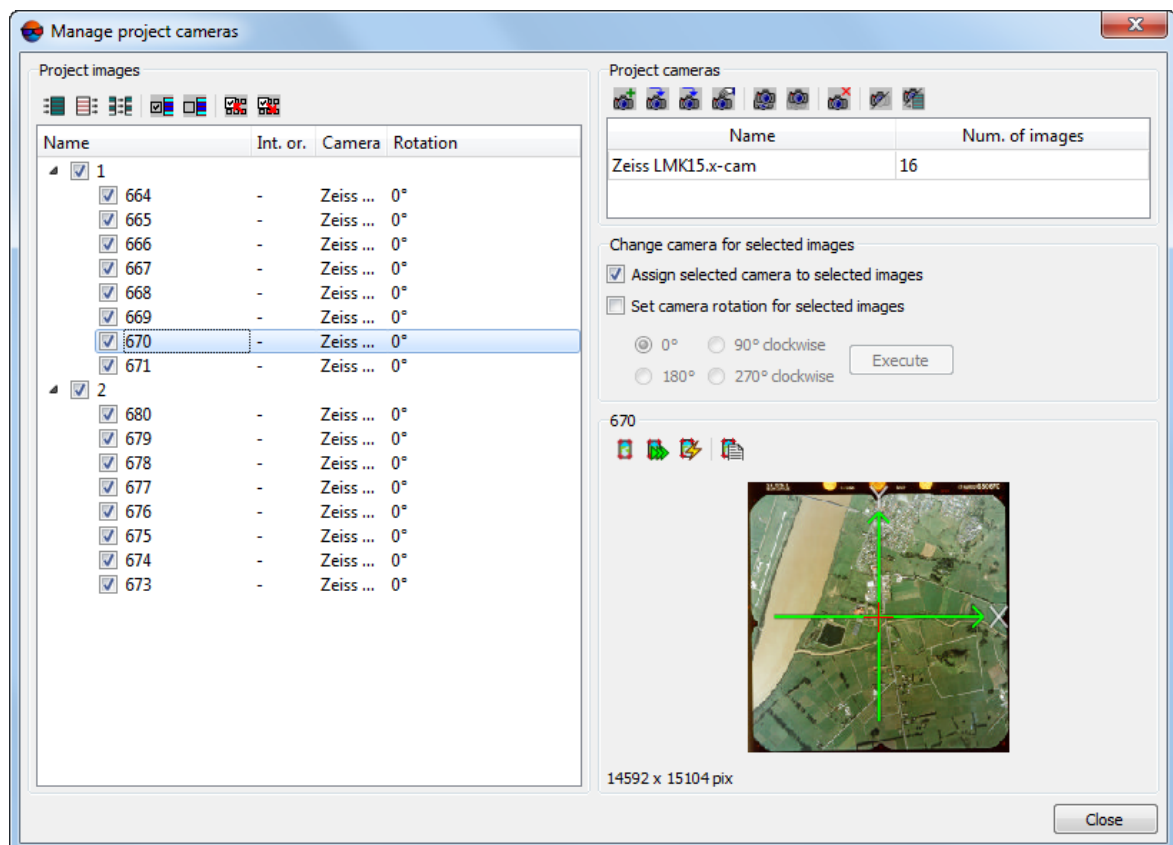 Manage project cameras
Project images
Name Int. or. Camera Rotation
1
664 - Zeiss ... 0°
665 - Zeiss ... 0°
666 - Zeiss ... 0°
667 - Zeiss ... 0°
668 - Zeiss ... 0°
669 - Zeiss ... 0°
670 - Zeiss ... 0°
671 - Zeiss ... 0°
2
680 - Zeiss ... 0°
679 - Zeiss ... 0°
678 - Zeiss ... 0°
677 - Zeiss ... 0°
676 - Zeiss ... 0°
675 - Zeiss ... 0°
674 - Zeiss ... 0°
673 - Zeiss ... 0°
Project cameras
Name Num. of images
Zeiss LMK15.x-cam 16
Change camera for selected images
Assign selected camera to selected images
Set camera rotation for selected images
0° 90° clockwise
180° 270° clockwise
Execute
670
Y
X
14592 x 15104 pix
Close